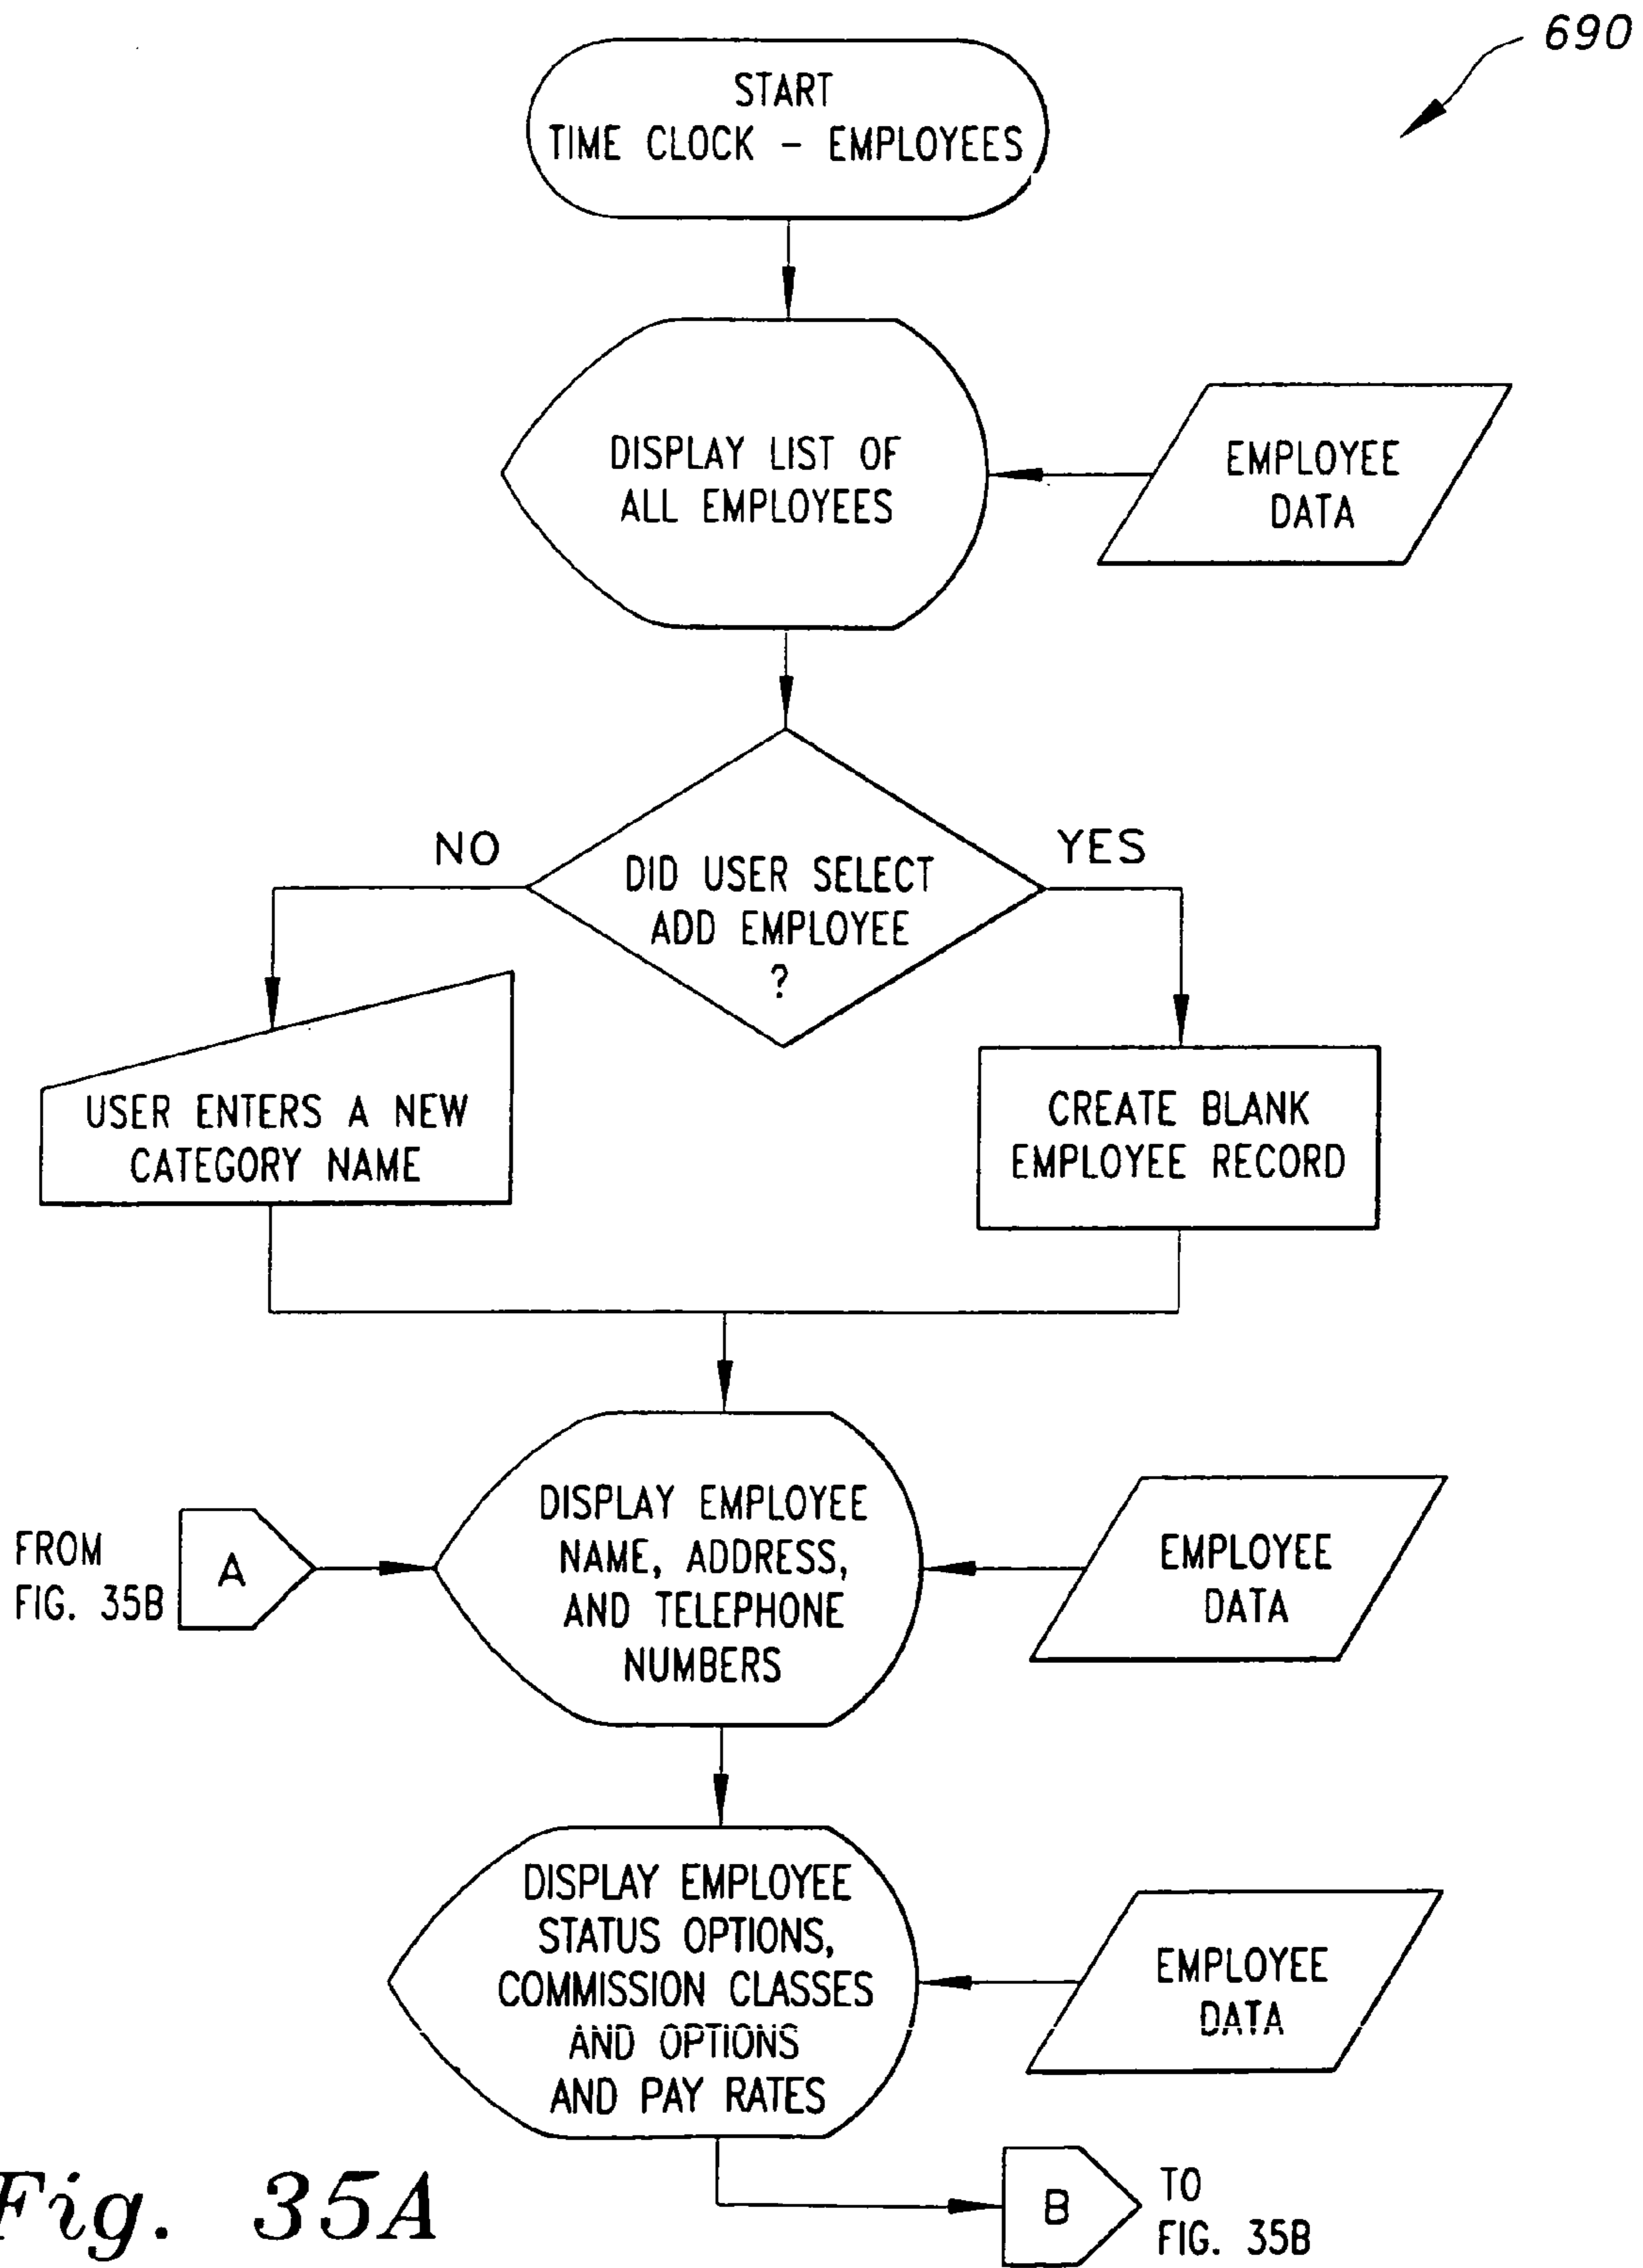 690
START
TIME CLOCK - EMPLOYEES
DISPLAY LIST OF
ALL EMPLOYEES
EMPLOYEE
DATA
NO
YES
DID USER SELECT
ADD EMPLOYEE
?
USER ENTERS A NEW
CATEGORY NAME
CREATE BLANK
EMPLOYEE RECORD
FROM
FIG. 35B
A
DISPLAY EMPLOYEE
NAME, ADDRESS,
AND TELEPHONE
NUMBERS
EMPLOYEE
DATA
DISPLAY EMPLOYEE
STATUS OPTIONS,
COMMISSION CLASSES
AND OPTIONS
AND PAY RATES
EMPLOYEE
DATA
B
TO
FIG. 35B
Fig. 35A